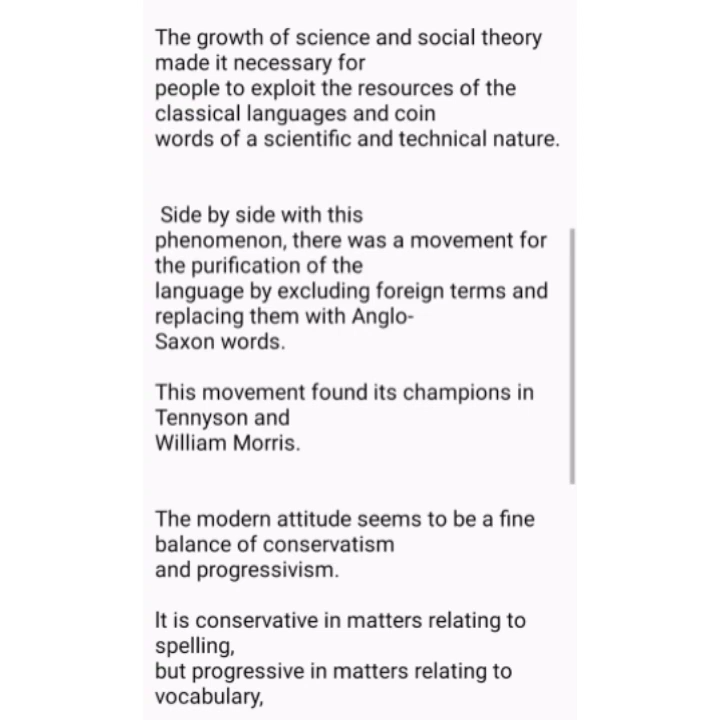 The growth of science and social theory
made it necessary for
people to exploit the resources of the
classical languages and coin
words of a scientific and technical nature.
Side by side with this
phenomenon, there was a movement for
the purification of the
language by excluding foreign terms and
replacing them with Anglo-
Saxon words.
This movement found its champions in
Tennyson and
William Morris.
The modern attitude seems to be a fine
balance of conservatism
and progressivism.
It is conservative in matters relating to
spelling,
but progressive in matters relating to
vocabulary,